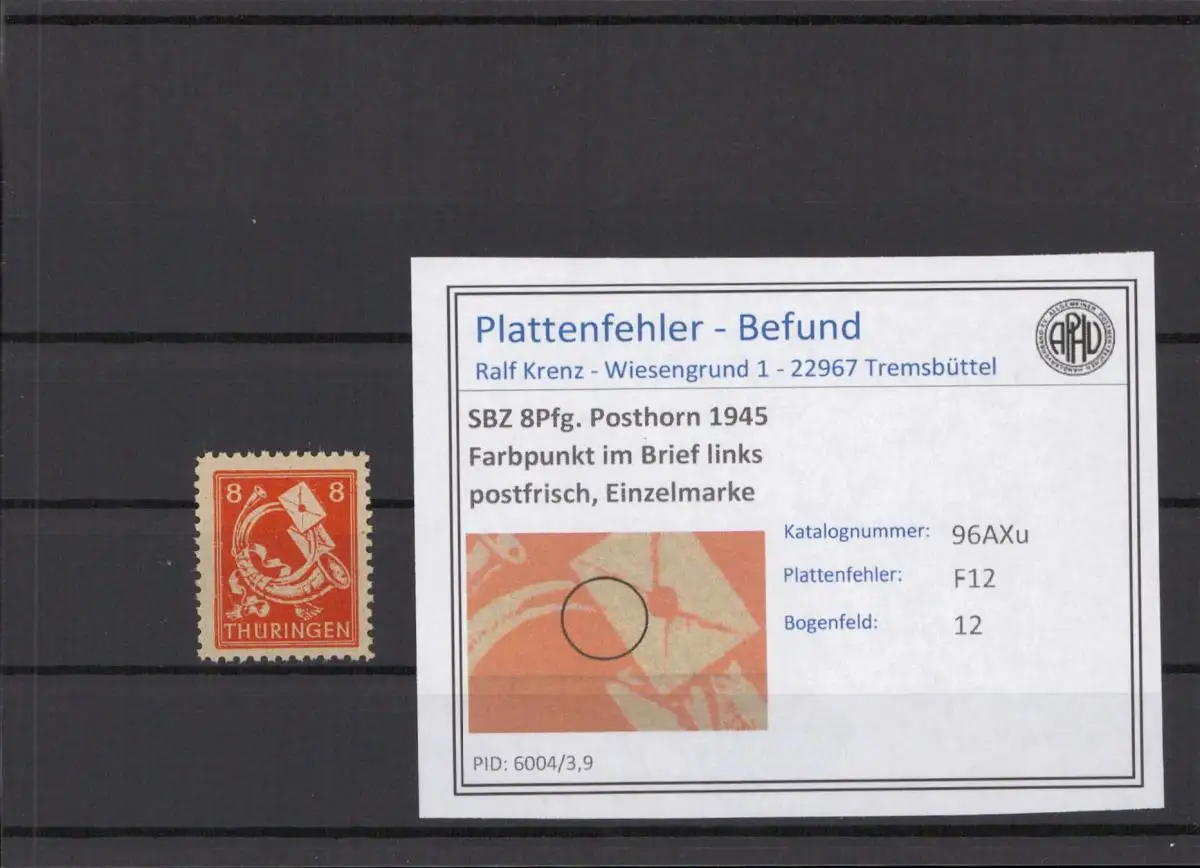 8 8
THÜRINGEN
Plattenfehler - Befund
Ralf Krenz - Wiesengrund 1 - 22967 Tremsbüttel
APHV
SBZ 8Pfg. Posthorn 1945
Farbpunkt im Brief links
postfrisch, Einzelmarke
Katalognummer: 96AXu
Plattenfehler: F12
Bogenfeld: 12
PID: 6004/3,9